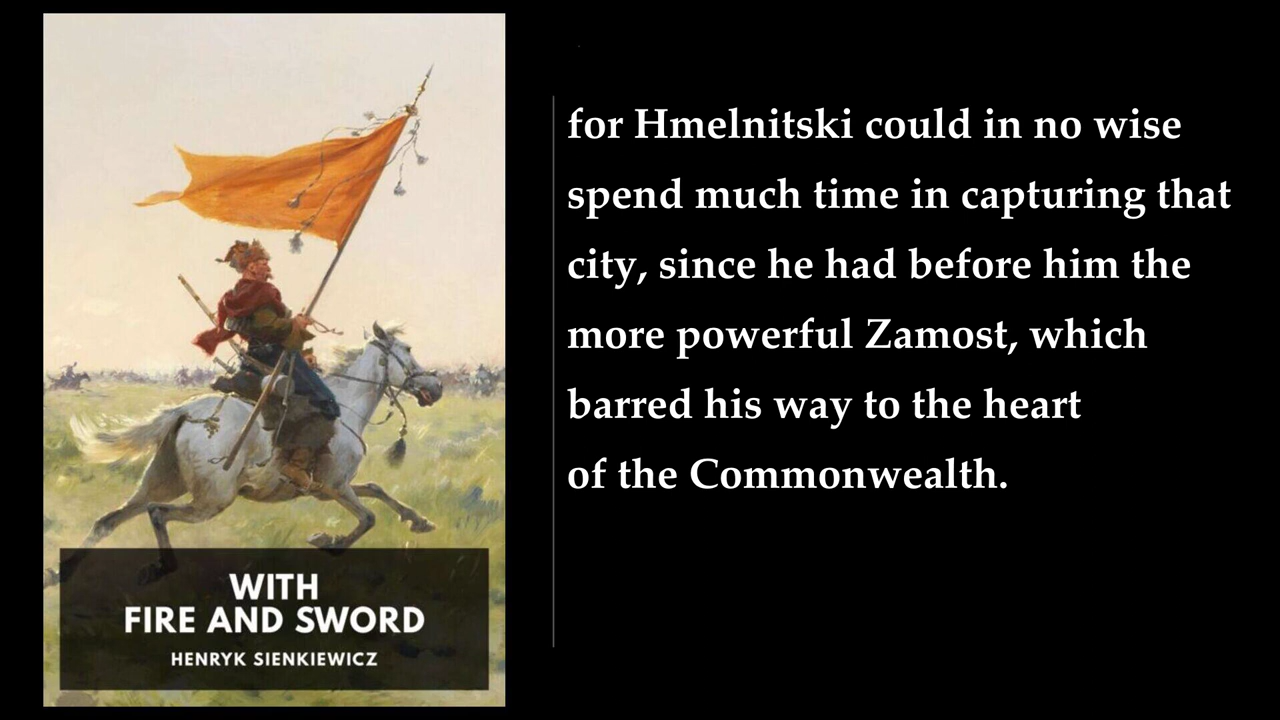 WITH
FIRE AND SWORD
HENRYK SIENKIEWICZ
for Hmelnitski could in no wise
spend much time in capturing that
city, since he had before him the
more powerful Zamost, which
barred his way to the heart
of the Commonwealth.